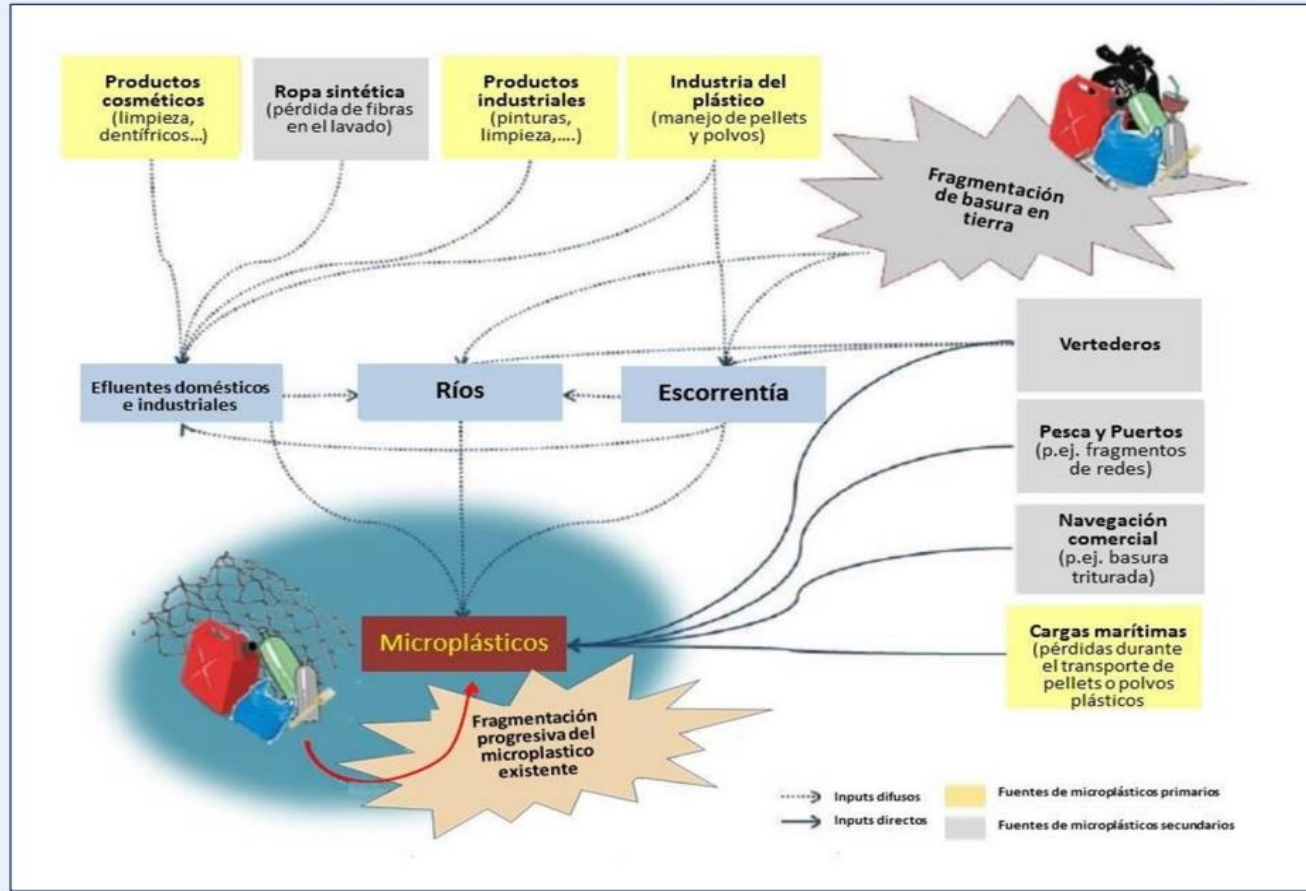 Productos
cosméticos
(limpieza,
dentífricos...)
Ropa sintética
(pérdida de fibras
en el lavado)
Productos
industriales
(pinturas,
limpieza,....)
Industria del
plástico
(manejo de pellets
y polvos)
Fragmentación
de basura en
tierra
Efluentes domésticos
e industriales
Ríos
Escorrentía
Vertederos
Pesca y Puertos
(p.ej. fragmentos
de redes)
Navegación
comercial
(p.ej. basura
triturada)
Cargas marítimas
(pérdidas durante
el transporte de
pellets o polvos
plásticos
Microplásticos
Fragmentación
progresiva del
microplastico
existente
Inputs difusos
Inputs directos
Fuentes de microplásticos primarios
Fuentes de microplásticos secundarios